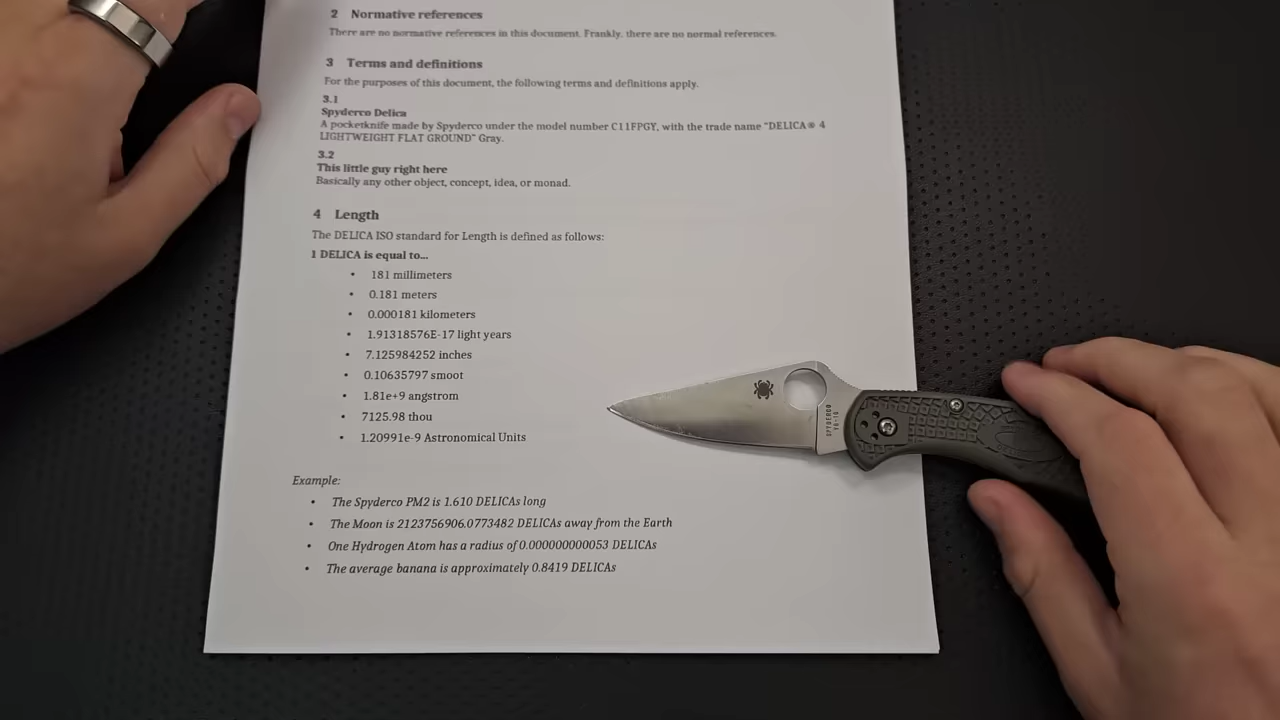 2 Normative references
There are no normative references in this document. Frankly, there are no normal references.
3 Terms and definitions
For the purposes of this document, the following terms and definitions apply.
3.1
Spyderco Delica
A pocketknife made by Spyderco under the model number C11FPGY, with the trade name "DELICA® 4
LIGHTWEIGHT FLAT GROUND" Gray.
3.2
This little guy right here
Basically any other object, concept, idea, or monad.
4 Length
The DELICA ISO standard for Length is defined as follows:
1 DELICA is equal to...
• 181 millimeters
• 0.181 meters
• 0.000181 kilometers
• 1.91318576E-17 light years
• 7.125984252 inches
• 0.10635797 smoot
• 1.81e+9 angstrom
• 7125.98 thou
• 1.20991e-9 Astronomical Units
SPYDERCO
VG-10
Example:
• The Spyderco PM2 is 1.610 DELICAs long
• The Moon is 2123756906.0773482 DELICAs away from the Earth
• One Hydrogen Atom has a radius of 0.000000000053 DELICAs
• The average banana is approximately 0.8419 DELICAs